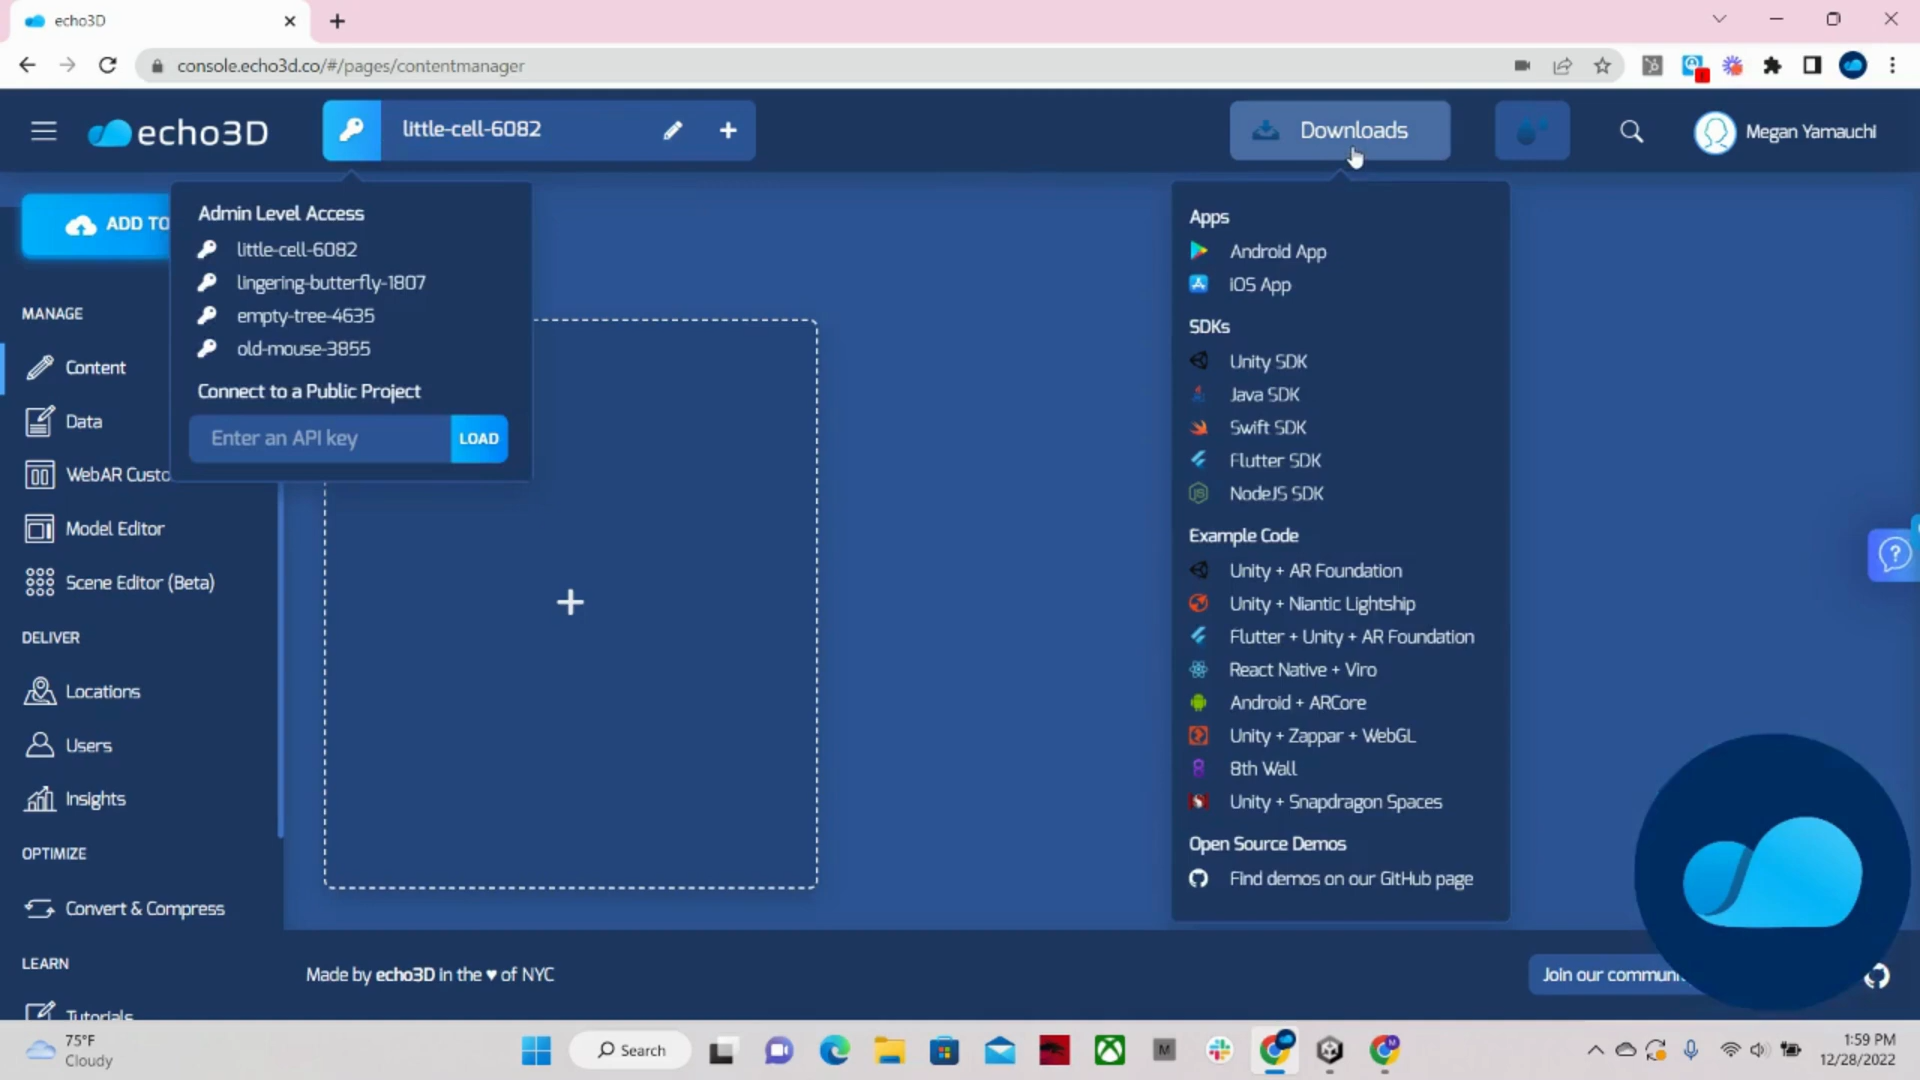 echo3D
console.echo3d.co/#/pages/contentmanager
echo3D
little-cell-6082
Downloads
Megan Yamauchi
ADD TO
Admin Level Access
little-cell-6082
lingering-butterfly-1807
empty-tree-4635
old-mouse-3855
Connect to a Public Project
Enter an API key
LOAD
MANAGE
Content
Data
WebAR Custo
Model Editor
Scene Editor (Beta)
DELIVER
Locations
Users
Insights
OPTIMIZE
Convert & Compress
LEARN
Tutorials
Apps
Android App
iOS App
SDKs
Unity SDK
Java SDK
Swift SDK
Flutter SDK
NodeJS SDK
Example Code
Unity + AR Foundation
Unity + Niantic Lightship
Flutter + Unity + AR Foundation
React Native + Viro
Android + ARCore
Unity + Zappar + WebGL
8th Wall
Unity + Snapdragon Spaces
Open Source Demos
Find demos on our GitHub page
Made by echo3D in the ♥ of NYC
Join our communi
75°F
Cloudy
Search
1:59 PM
12/28/2022